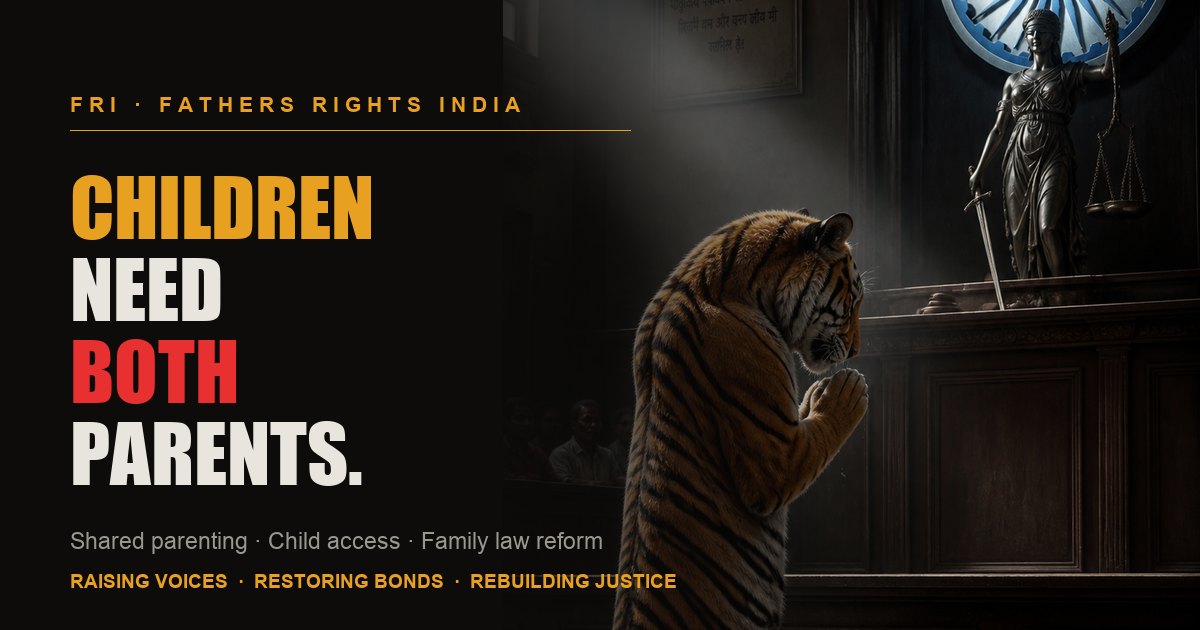 FRI · FATHERS RIGHTS INDIA
CHILDREN
NEED
BOTH
PARENTS.
Shared parenting · Child access · Family law reform
RAISING VOICES · RESTORING BONDS · REBUILDING JUSTICE